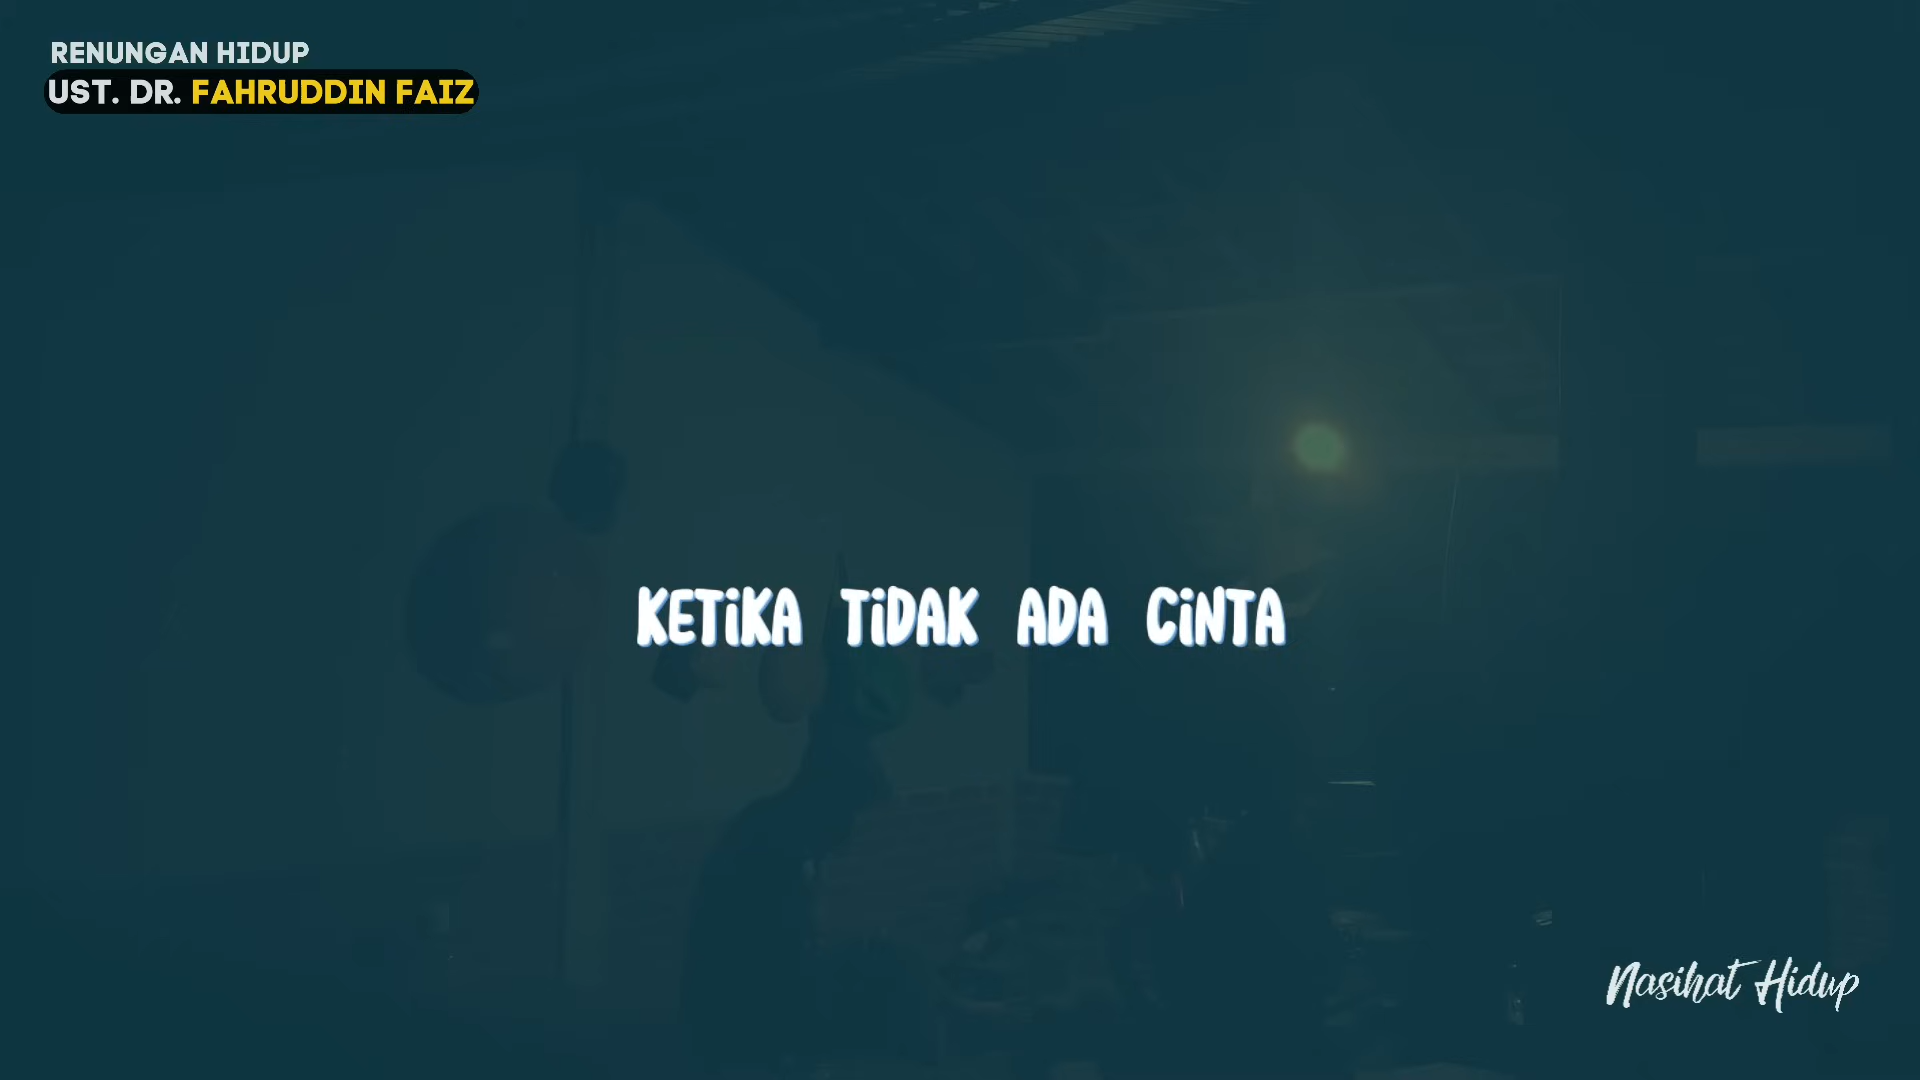 RENUNGAN HIDUP
UST. DR. FAHRUDDIN FAIZ
KETIKA TIDAK ADA CINTA
Nasihat Hidup